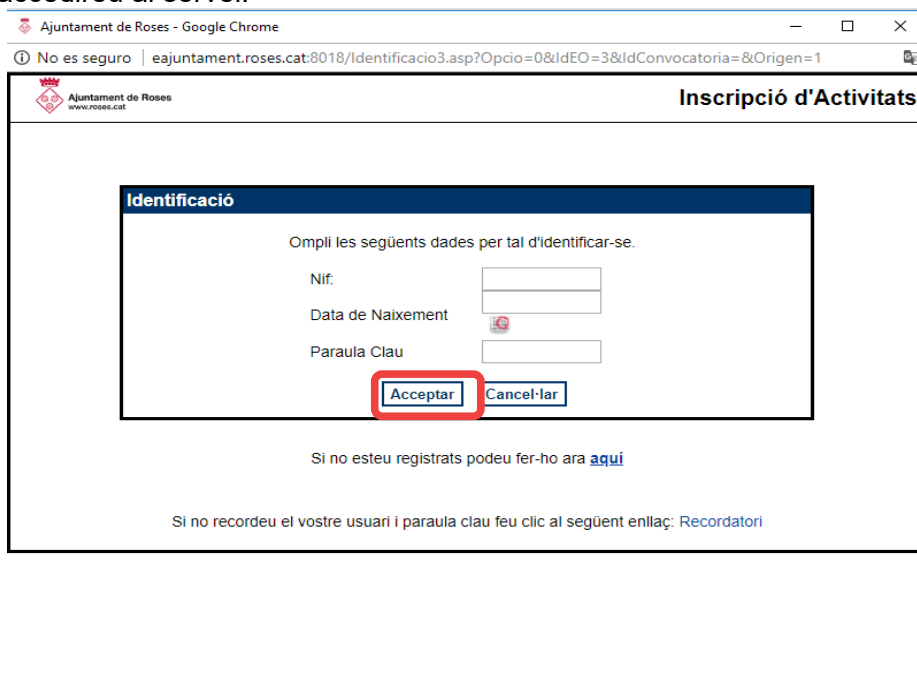 accedireu al servei.
Ajuntament de Roses - Google Chrome
No es seguro | eajuntament.roses.cat:8018/Identificacio3.asp?Opcio=0&IdEO=3&IdConvocatoria=&Origen=1
Ajuntament de Roses
www.roses.cat
Inscripció d'Activitats
Identificació
Ompli les següents dades per tal d'identificar-se.
Nif:
Data de Naixement
Paraula Clau
Acceptar Cancel·lar
Si no esteu registrats podeu fer-ho ara aquí
Si no recordeu el vostre usuari i paraula clau feu clic al següent enllaç: Recordatori